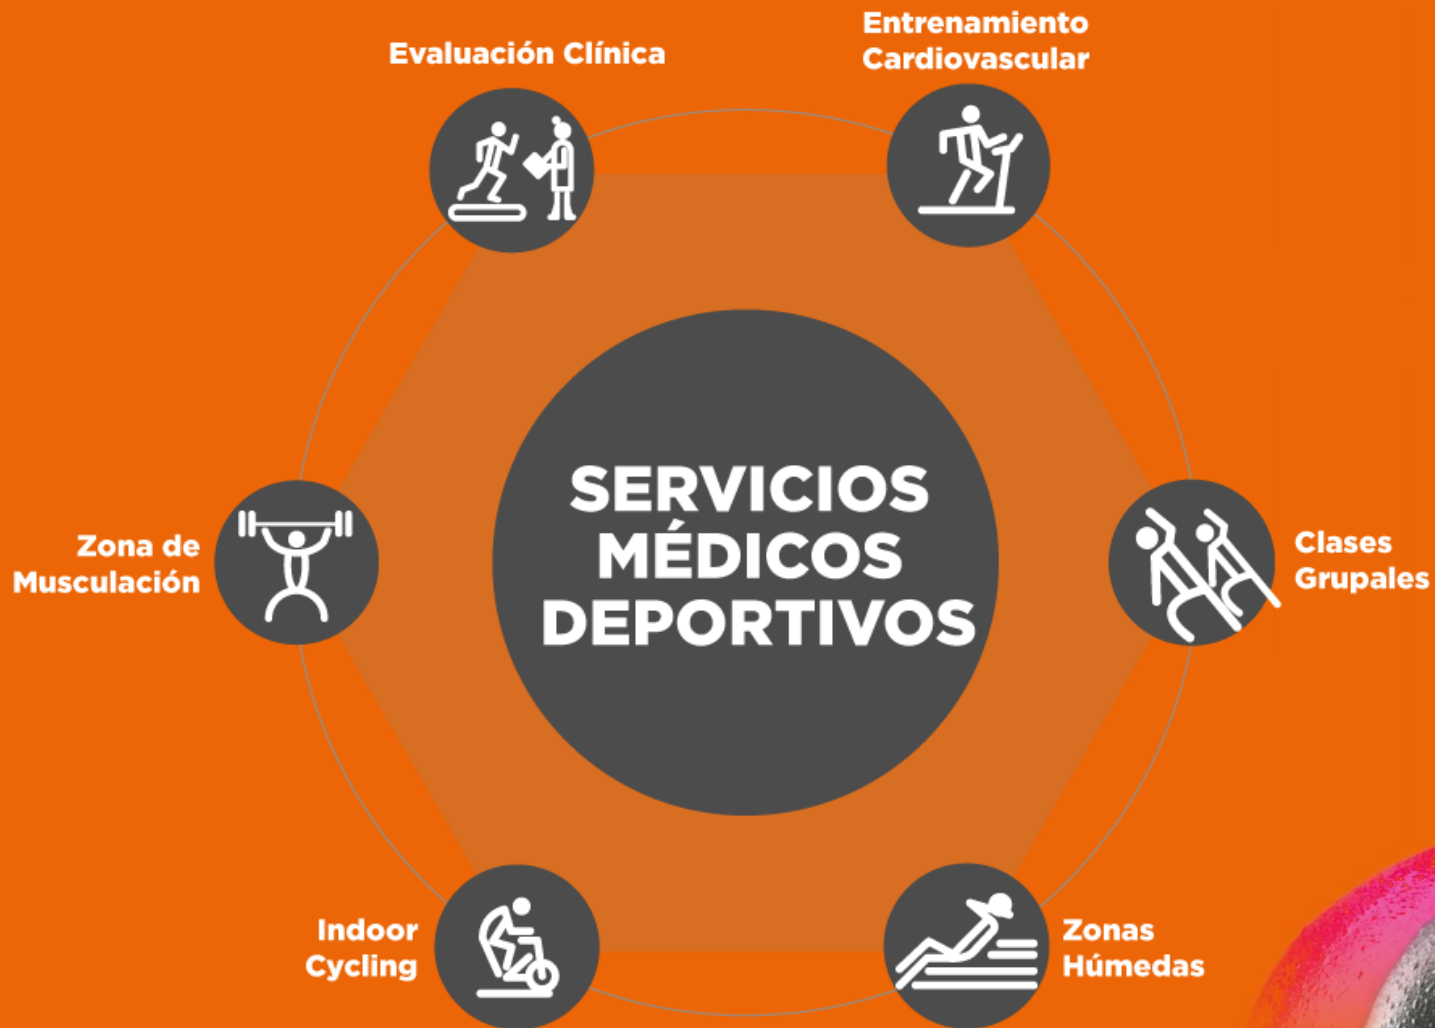 Evaluación Clínica
Entrenamiento
Cardiovascular
SERVICIOS
MÉDICOS
DEPORTIVOS
Zona de
Musculación
Clases
Grupales
Indoor
Cycling
Zonas
Húmedas